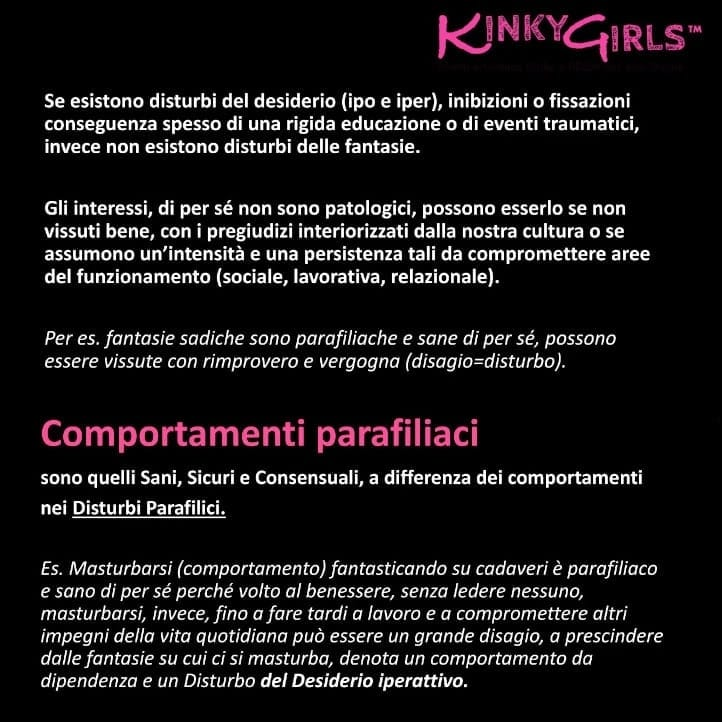 KINKYGIRLS™
Se esistono disturbi del desiderio (ipo e iper), inibizioni o fissazioni
conseguenza spesso di una rigida educazione o di eventi traumatici,
invece non esistono disturbi delle fantasie.
Gli interessi, di per sé non sono patologici, possono esserlo se non
vissuti bene, con i pregiudizi interiorizzati dalla nostra cultura o se
assumono un’intensità e una persistenza tali da compromettere aree
del funzionamento (sociale, lavorativa, relazionale).
Per es. fantasie sadiche sono parafiliache e sane di per sé, possono
essere vissute con rimprovero e vergogna (disagio=disturbo).
Comportamenti parafiliaci
sono quelli Sani, Sicuri e Consensuali, a differenza dei comportamenti
nei Disturbi Parafilici.
Es. Masturbarsi (comportamento) fantasticando su cadaveri è parafiliaco
e sano di per sé perché volto al benessere, senza ledere nessuno,
masturbarsi, invece, fino a fare tardi a lavoro e a compromettere altri
impegni della vita quotidiana può essere un grande disagio, a prescindere
dalle fantasie su cui ci si masturba, denota un comportamento da
dipendenza e un Disturbo del Desiderio iperattivo.